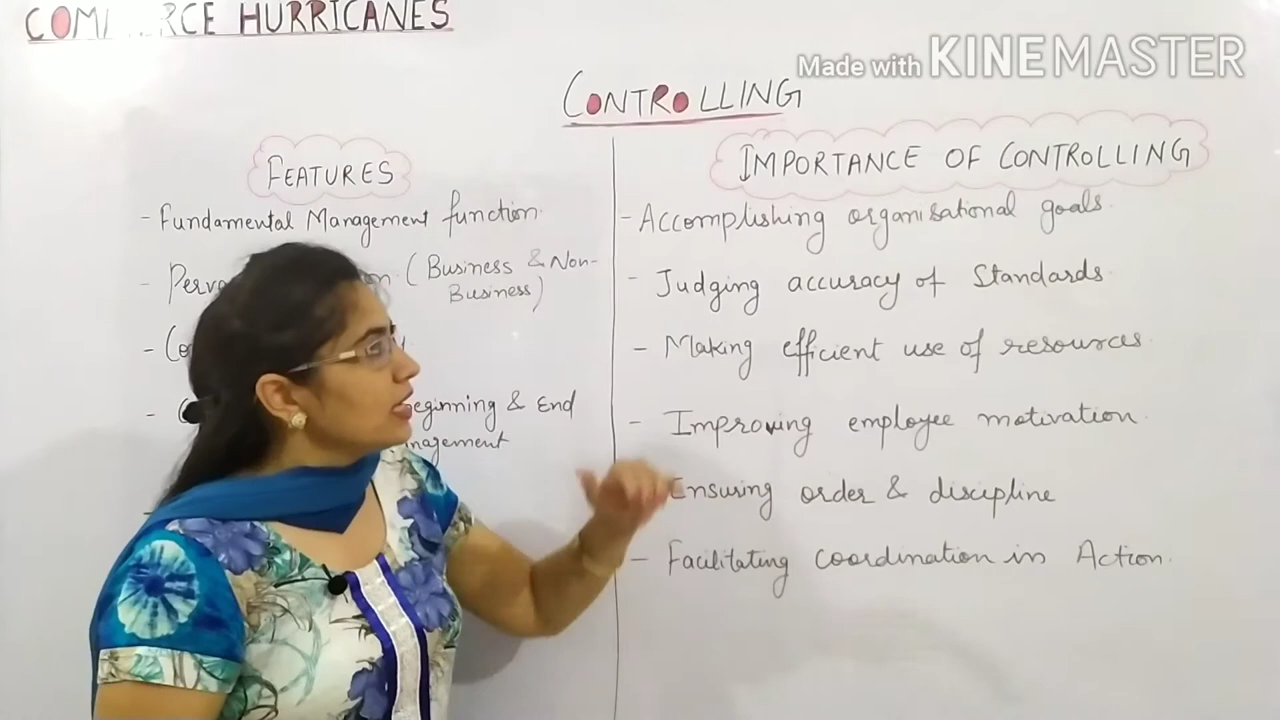 HURRICANES
Made with KINEMASTER
CONTROLLING
FEATURES
- Fundamental Management function.
(Business & Non-
Business)
-
-
& End
- 
IMPORTANCE OF CONTROLLING
- Accomplishing organisational goals.
- Judging accuracy of Standards
- Making efficient use of resources.
- Improving employee motivation.
Ensuring order & discipline
- Facilitating coordination in Action.